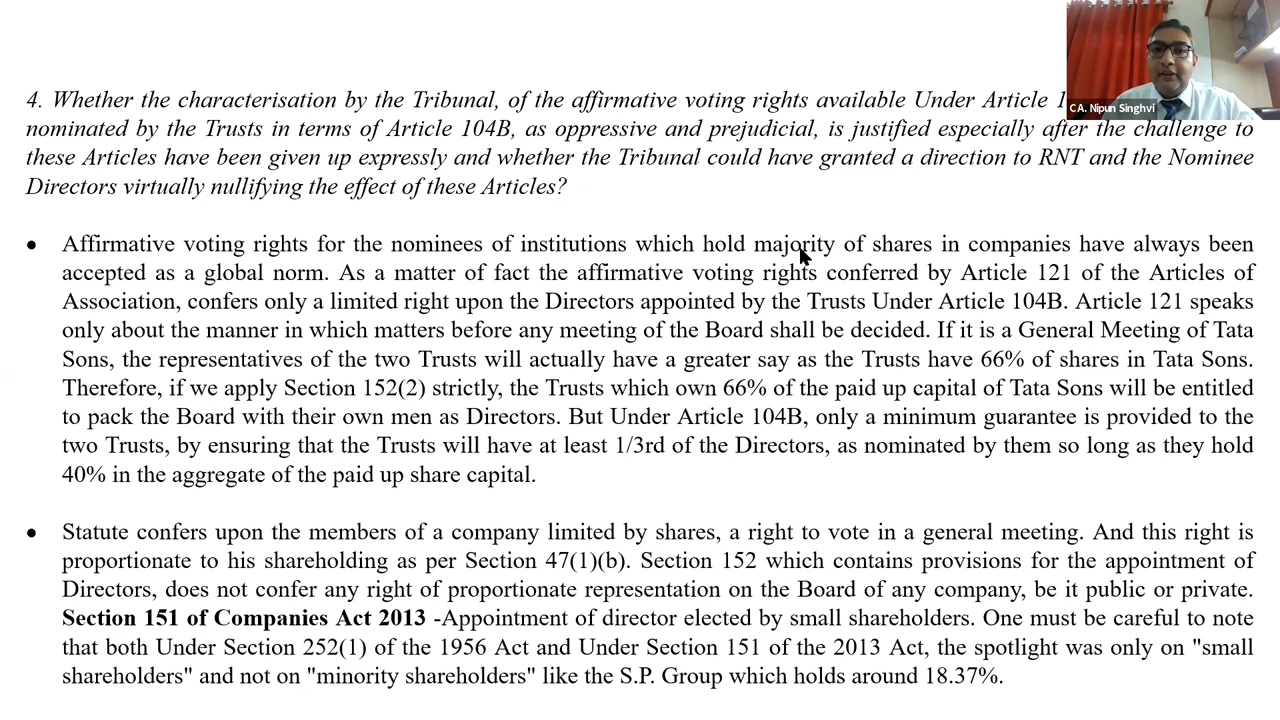 4. Whether the characterisation by the Tribunal, of the affirmative voting rights available Under Article
CA. Nipun Singhvi
nominated by the Trusts in terms of Article 104B, as oppressive and prejudicial, is justified especially after the challenge to
these Articles have been given up expressly and whether the Tribunal could have granted a direction to RNT and the Nominee
Directors virtually nullifying the effect of these Articles?
• Affirmative voting rights for the nominees of institutions which hold majority of shares in companies have always been
accepted as a global norm. As a matter of fact the affirmative voting rights conferred by Article 121 of the Articles of
Association, confers only a limited right upon the Directors appointed by the Trusts Under Article 104B. Article 121 speaks
only about the manner in which matters before any meeting of the Board shall be decided. If it is a General Meeting of Tata
Sons, the representatives of the two Trusts will actually have a greater say as the Trusts have 66% of shares in Tata Sons.
Therefore, if we apply Section 152(2) strictly, the Trusts which own 66% of the paid up capital of Tata Sons will be entitled
to pack the Board with their own men as Directors. But Under Article 104B, only a minimum guarantee is provided to the
two Trusts, by ensuring that the Trusts will have at least 1/3rd of the Directors, as nominated by them so long as they hold
40% in the aggregate of the paid up share capital.
• Statute confers upon the members of a company limited by shares, a right to vote in a general meeting. And this right is
proportionate to his shareholding as per Section 47(1)(b). Section 152 which contains provisions for the appointment of
Directors, does not confer any right of proportionate representation on the Board of any company, be it public or private.
Section 151 of Companies Act 2013 -Appointment of director elected by small shareholders. One must be careful to note
that both Under Section 252(1) of the 1956 Act and Under Section 151 of the 2013 Act, the spotlight was only on "small
shareholders" and not on "minority shareholders" like the S.P. Group which holds around 18.37%.